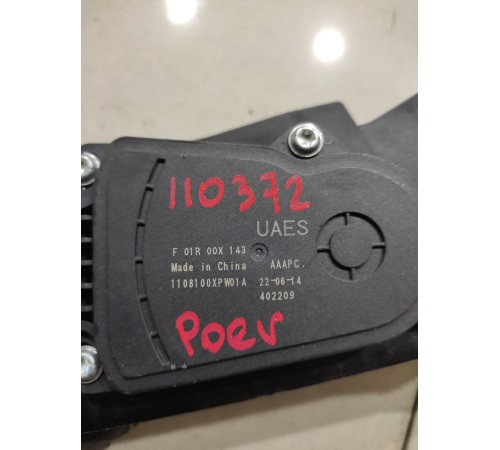 110372
UAES
F 01R 00X 143
Made in China AAAPC.
1108100XPW01A 22-06-14
402209
Poer